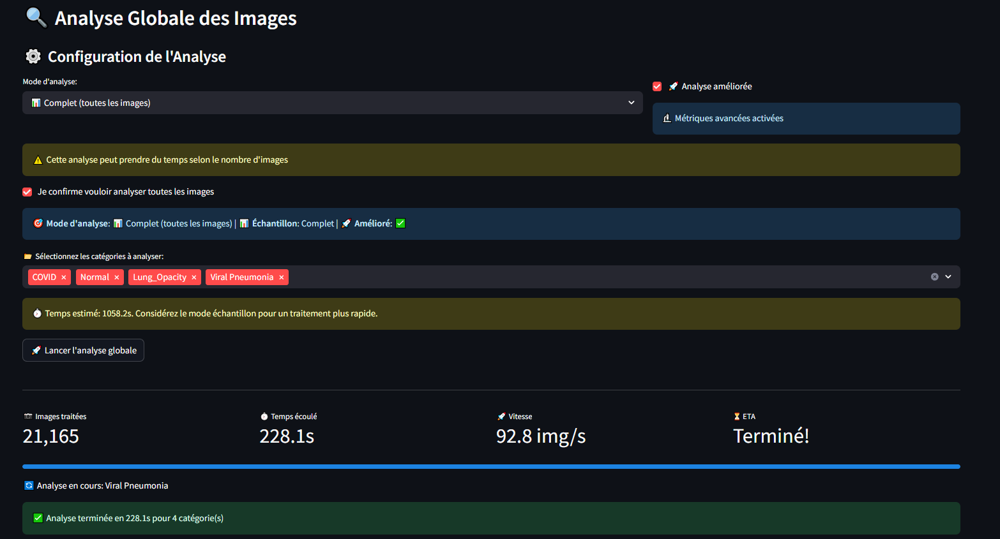 🔍 Analyse Globale des Images
⚙️ Configuration de l'Analyse
Mode d'analyse:
📊 Complet (toutes les images)
🚀 Analyse améliorée
🔬 Métriques avancées activées
⚠️ Cette analyse peut prendre du temps selon le nombre d'images
Je confirme vouloir analyser toutes les images
🎯 Mode d'analyse: 📊 Complet (toutes les images) | 📊 Échantillon: Complet | 🚀 Amélioré: ✅
📂 Sélectionnez les catégories à analyser:
COVID × Normal × Lung_Opacity × Viral Pneumonia ×
⏱️ Temps estimé: 1058.2s. Considérez le mode échantillon pour un traitement plus rapide.
🚀 Lancer l'analyse globale
📷 Images traitées
21,165
⏱️ Temps écoulé
228.1s
🚀 Vitesse
92.8 img/s
⏳ ETA
Terminé!
🔄 Analyse en cours: Viral Pneumonia
✅ Analyse terminée en 228.1s pour 4 catégorie(s)